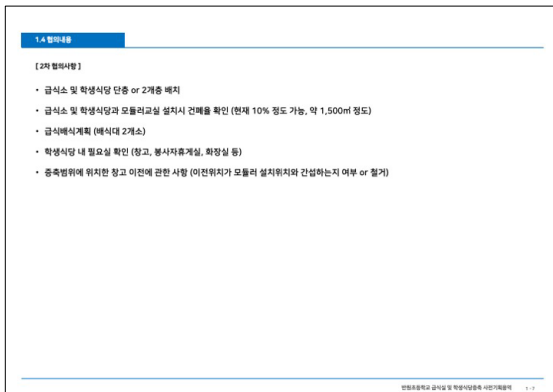 1.4 협의내용
[ 2차 협의사항 ]
• 급식소 및 학생식당 단층 or 2개층 배치
• 급식소 및 학생식당과 모듈러교실 설치시 건폐율 확인 (현재 10% 정도 가능, 약 1,500㎡ 정도)
• 급식배식계획 (배식대 2개소)
• 학생식당 내 필요실 확인 (창고, 봉사자휴게실, 화장실 등)
• 증축범위에 위치한 창고 이전에 관한 사항 (이전위치가 모듈러 설치위치와 간섭하는지 여부 or 철거)
초등학교 급식실 및 학생식당증축 사전기획용역
1 - 7